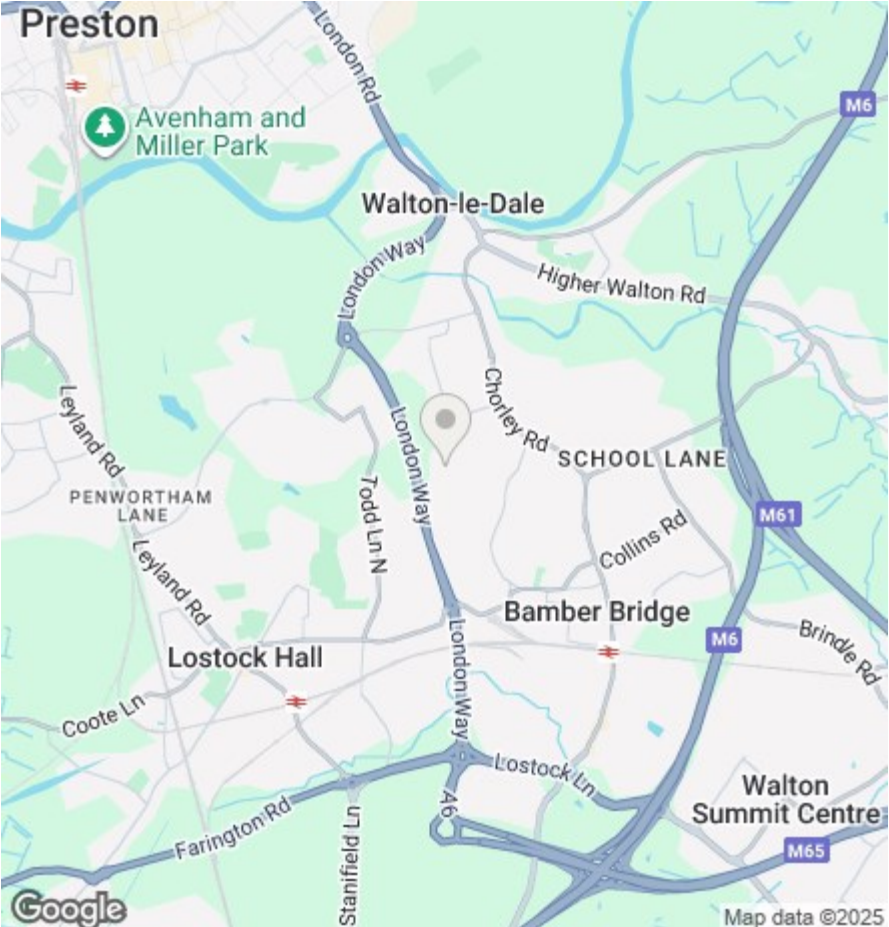 Preston
London Rd
M6
Avenham and
Miller Park
Walton-le-Dale
London Way
Higher Walton Rd
Leyland Rd
Chorley Rd
London Way
SCHOOL LANE
PENWORTHAM
LANE
Todd Ln N
M61
Collins Rd
Leyland Rd
Bamber Bridge
M6
Brindle Rd
Lostock Hall
London Way
Coote Ln
Lostock Ln
Walton
Summit Centre
A6
Farington Rd
M65
Stanifield Ln
Google
Map data ©2025